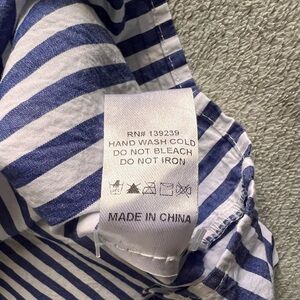 RN# 139239
HAND WASH COLD
DO NOT BLEACH
DO NOT IRON
MADE IN CHINA